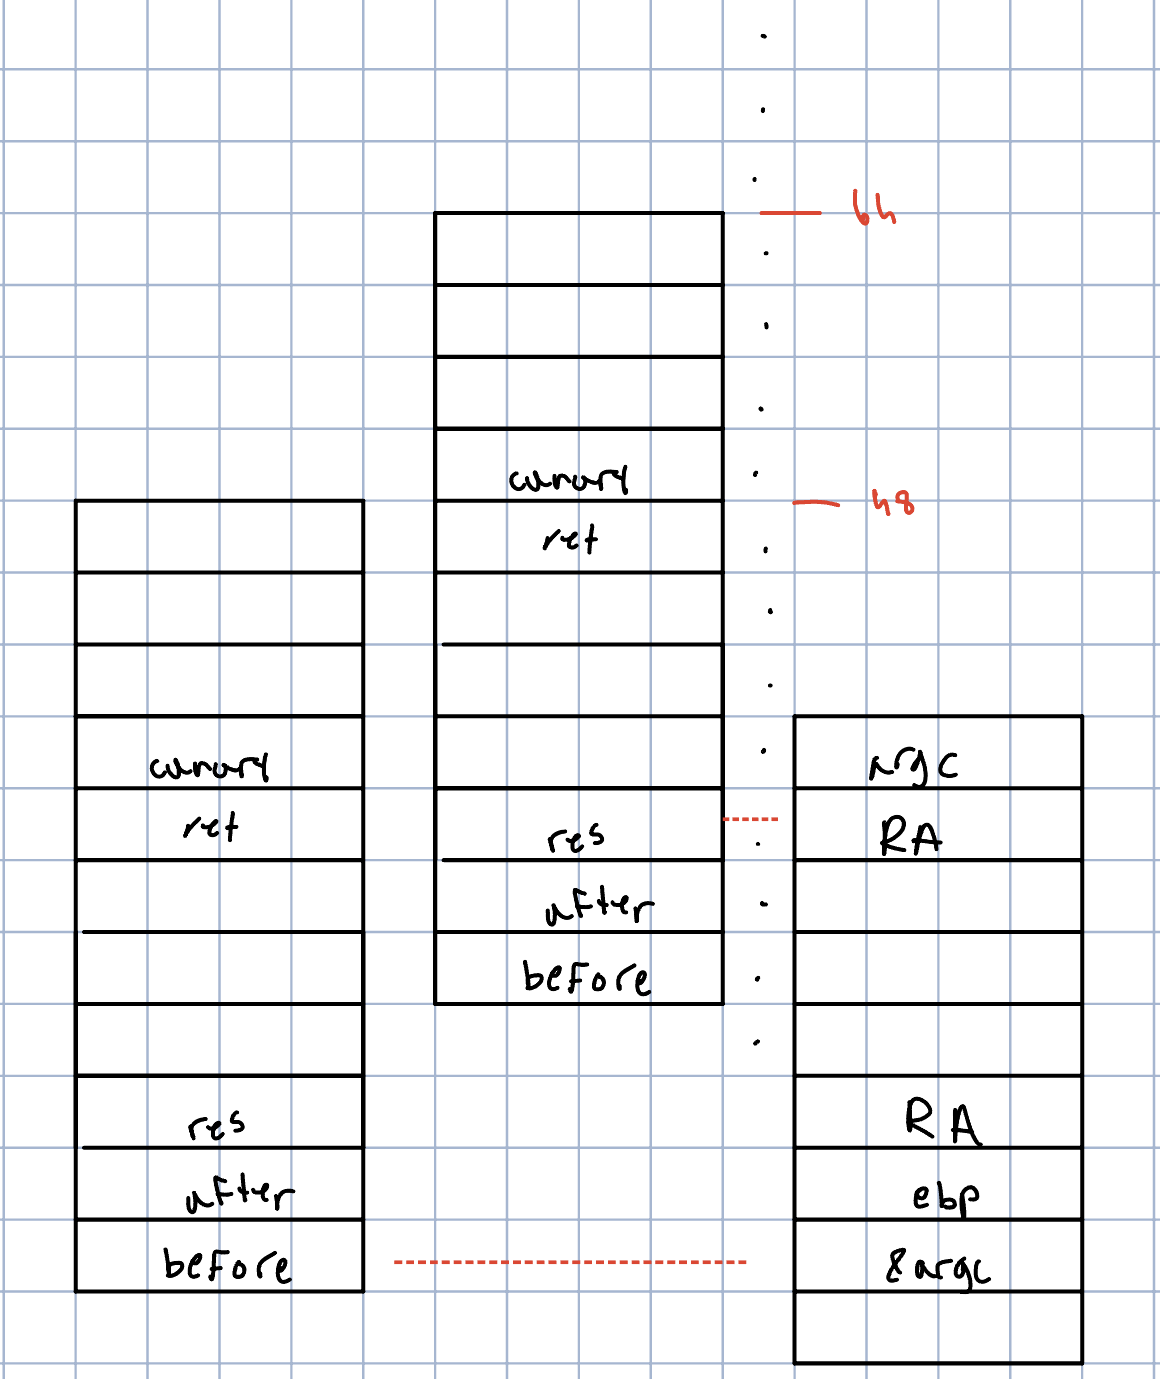 canary
ret
res
after
before
canary
ret
res
after
before
64
48
argc
RA
RA
ebp
&argc